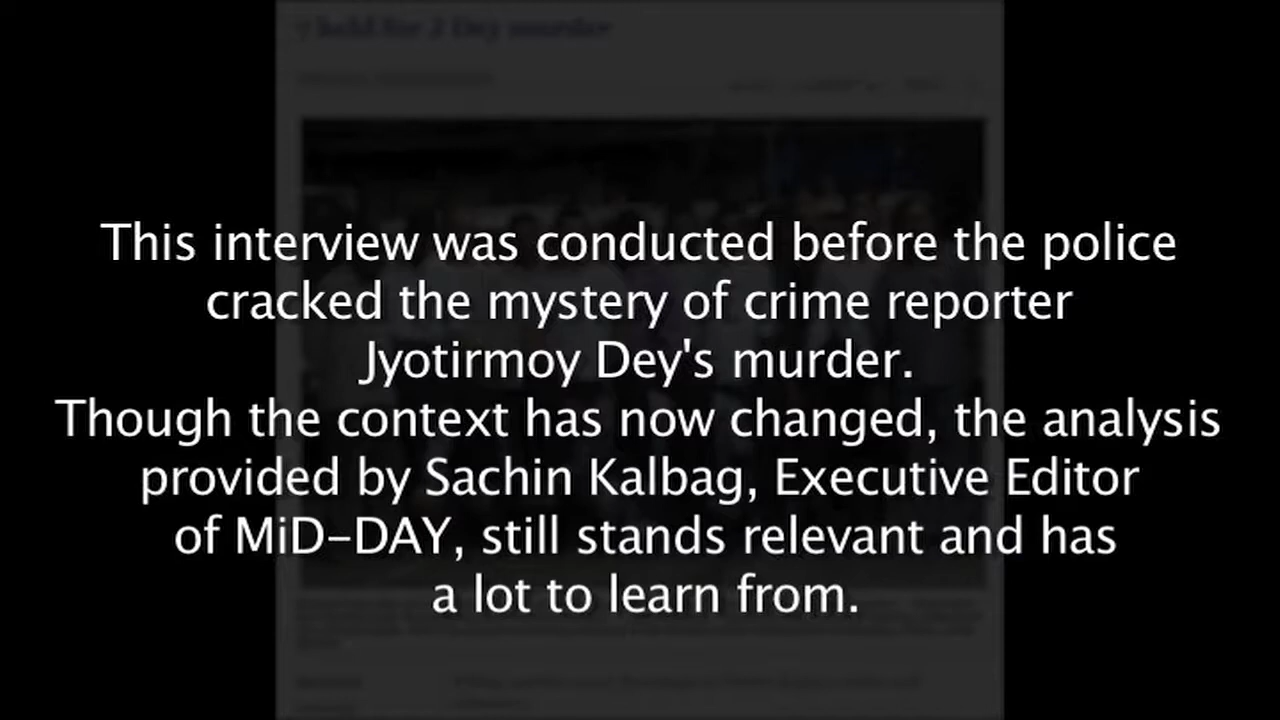 This interview was conducted before the police
cracked the mystery of crime reporter
Jyotirmoy Dey's murder.
Though the context has now changed, the analysis
provided by Sachin Kalbag, Executive Editor
of MiD-DAY, still stands relevant and has
a lot to learn from.